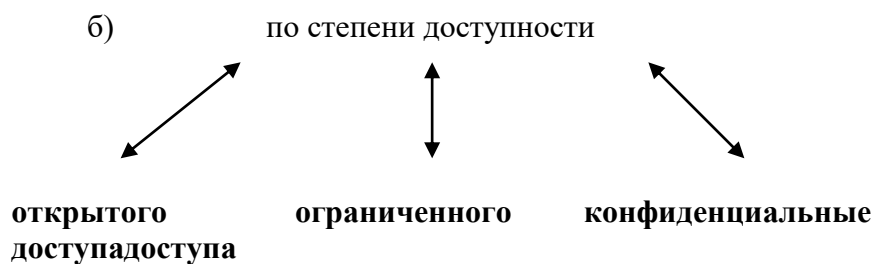 б) по степени доступности
открытого ограниченного конфиденциальные
доступадоступа